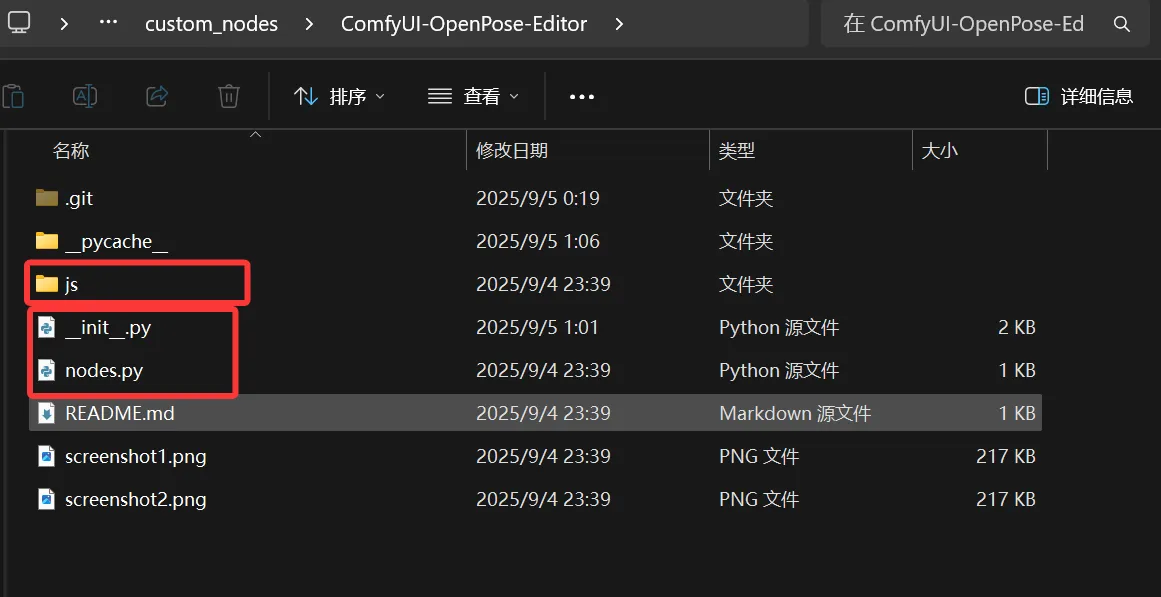 custom_nodes > ComfyUI-OpenPose-Editor > 在 ComfyUI-OpenPose-Ed
排序 查看 详细信息
名称 修改日期 类型 大小
.git 2025/9/5 0:19 文件夹
__pycache__ 2025/9/5 1:06 文件夹
js 2025/9/4 23:39 文件夹
__init__.py 2025/9/5 1:01 Python 源文件 2 KB
nodes.py 2025/9/4 23:39 Python 源文件 1 KB
README.md 2025/9/4 23:39 Markdown 源文件 1 KB
screenshot1.png 2025/9/4 23:39 PNG 文件 217 KB
screenshot2.png 2025/9/4 23:39 PNG 文件 217 KB